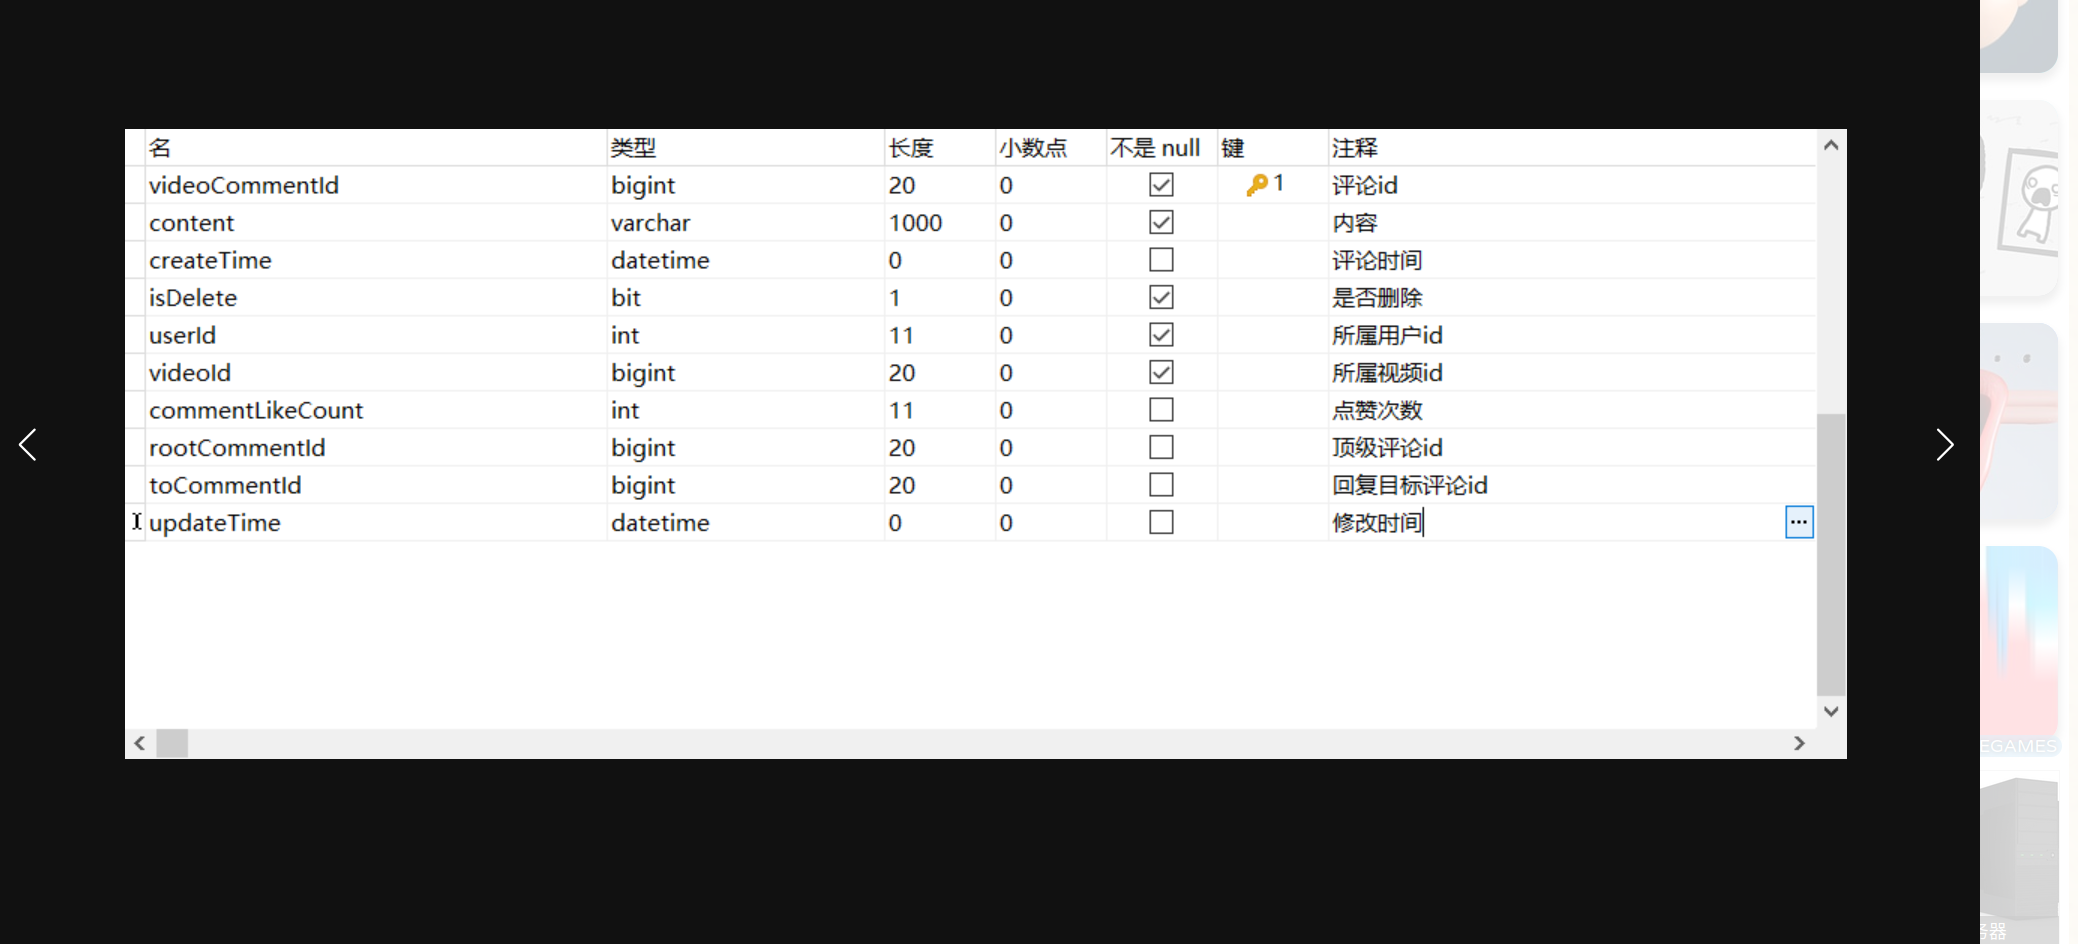 名 类型 长度 小数点 不是 null 键 注释
videoCommentId bigint 20 0 1 评论id
content varchar 1000 0 内容
createTime datetime 0 0 评论时间
isDelete bit 1 0 是否删除
userId int 11 0 所属用户id
videoId bigint 20 0 所属视频id
commentLikeCount int 11 0 点赞次数
rootCommentId bigint 20 0 顶级评论id
toCommentId bigint 20 0 回复目标评论id
updateTime datetime 0 0 修改时间 ...
EGAMES
器